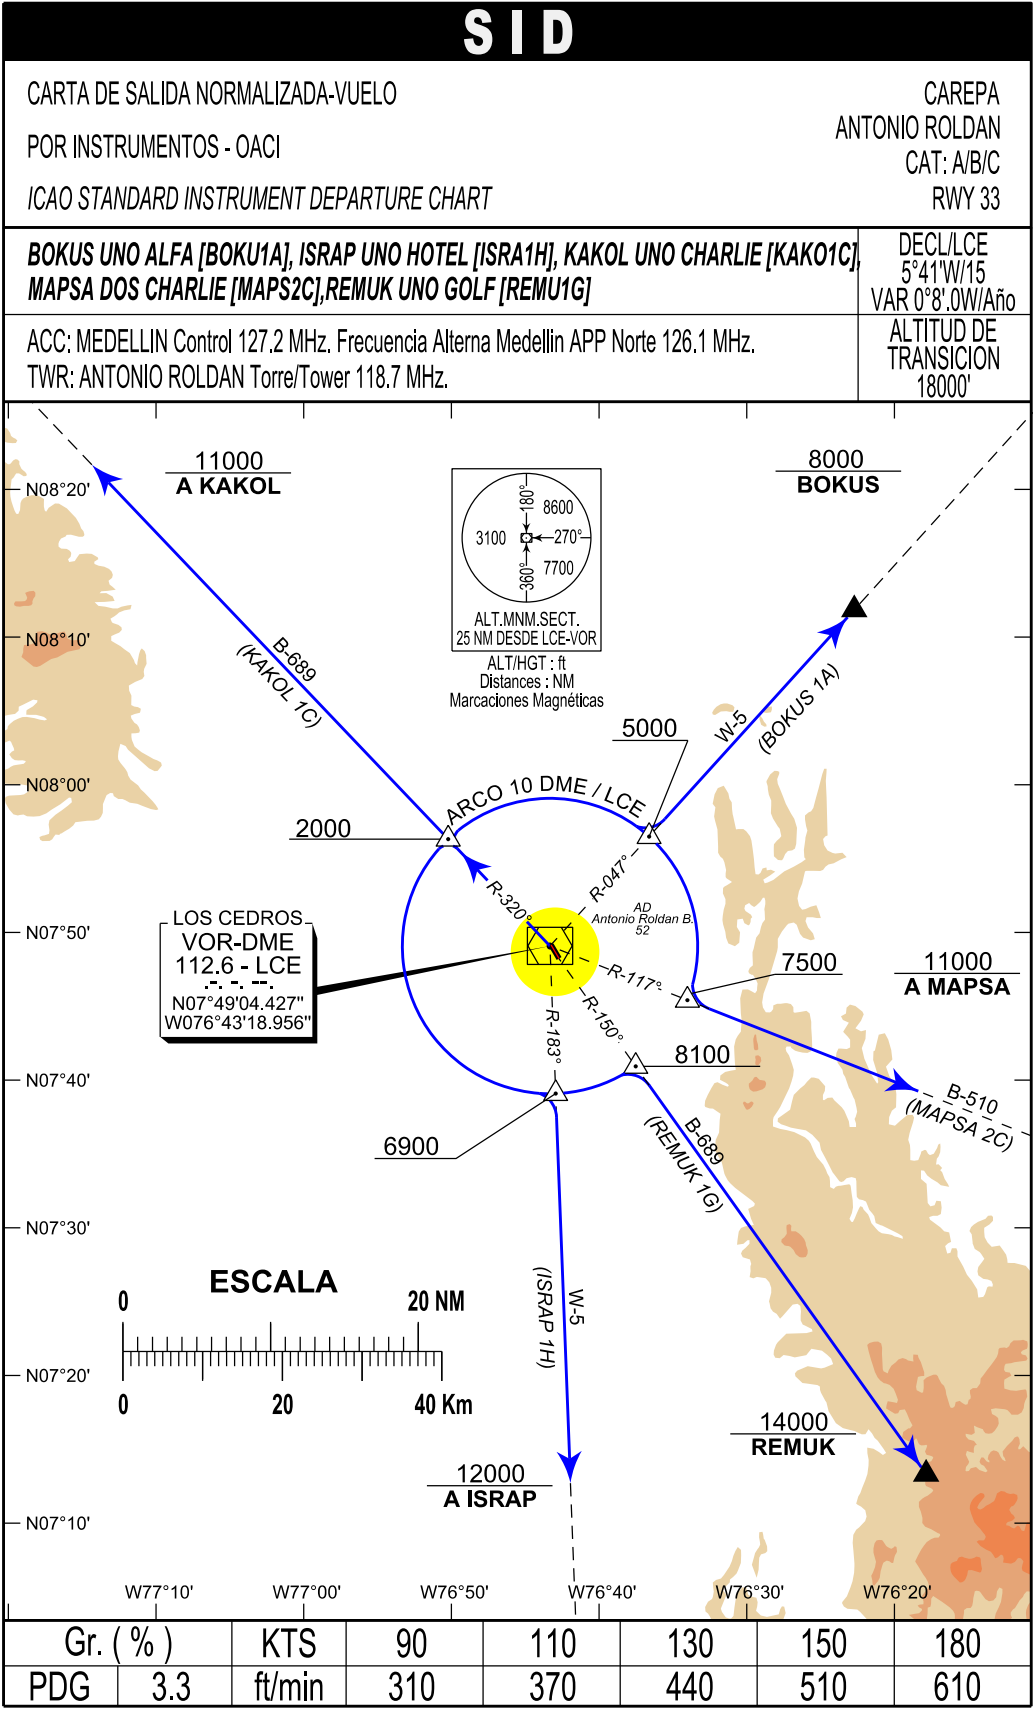 SID
CARTA DE SALIDA NORMALIZADA-VUELO
POR INSTRUMENTOS - OACI
ICAO STANDARD INSTRUMENT DEPARTURE CHART
CAREPA
ANTONIO ROLDAN
CAT: A/B/C
RWY 33
BOKUS UNO ALFA [BOKU1A], ISRAP UNO HOTEL [ISRA1H], KAKOL UNO CHARLIE [KAKO1C],
MAPSA DOS CHARLIE [MAPS2C],REMUK UNO GOLF [REMU1G]
DECL/LCE
5°41'W/15
VAR 0°8'.0W/Año
ACC: MEDELLIN Control 127.2 MHz. Frecuencia Alterna Medellin APP Norte 126.1 MHz.
TWR: ANTONIO ROLDAN Torre/Tower 118.7 MHz.
ALTITUD DE
TRANSICION
18000'
11000
A KAKOL
8000
BOKUS
N08°20'
180°
8600
3100
270°
360°
7700
ALT.MNM.SECT.
25 NM DESDE LCE-VOR
ALT/HGT : ft
Distances : NM
Marcaciones Magnéticas
N08°10'
B-689
(KAKOL 1C)
W-5
(BOKUS 1A)
5000
N08°00'
ARCO 10 DME / LCE
2000
R-320°
R-047°
AD
Antonio Roldan B.
52
LOS CEDROS
VOR-DME
112.6 - LCE
.-.. -.-. .
N07°49'04.427"
W076°43'18.956"
N07°50'
R-117°
7500
11000
A MAPSA
R-150°
R-183°
8100
N07°40'
B-510
(MAPSA 2C)
6900
B-689
(REMUK 1G)
N07°30'
ESCALA
0
20 NM
0
20
40 Km
W-5
(ISRAP 1H)
N07°20'
14000
REMUK
12000
A ISRAP
N07°10'
W77°10'
W77°00'
W76°50'
W76°40'
W76°30'
W76°20'
Gr. ( % )
KTS
90
110
130
150
180
PDG
3.3
ft/min
310
370
440
510
610